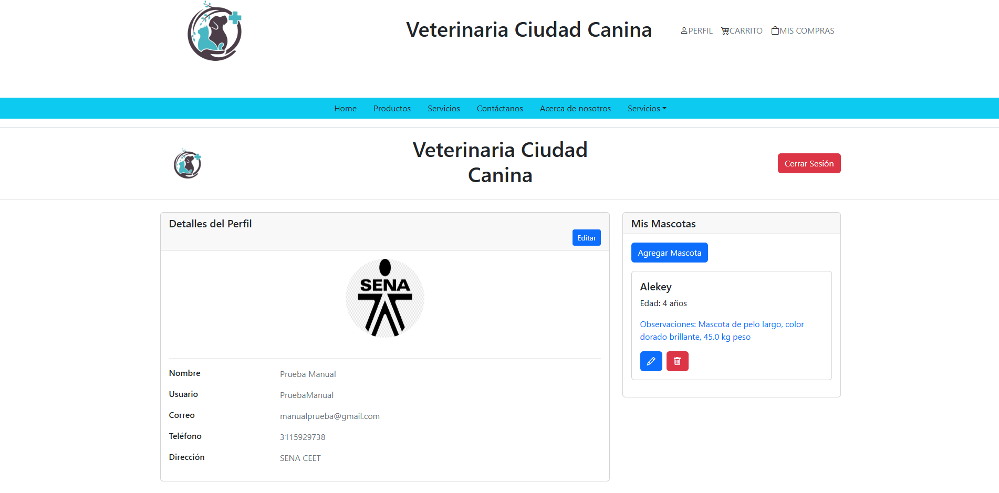 Veterinaria Ciudad Canina
PERFIL CARRITO MIS COMPRAS
Home Productos Servicios Contáctanos Acerca de nosotros Servicios
Veterinaria Ciudad
Canina
Cerrar Sesión
Detalles del Perfil
Editar
SENA
Nombre Prueba Manual
Usuario PruebaManual
Correo manualprueba@gmail.com
Teléfono 3115929738
Dirección SENA CEET
Mis Mascotas
Agregar Mascota
Alekey
Edad: 4 años
Observaciones: Mascota de pelo largo, color
dorado brillante, 45.0 kg peso